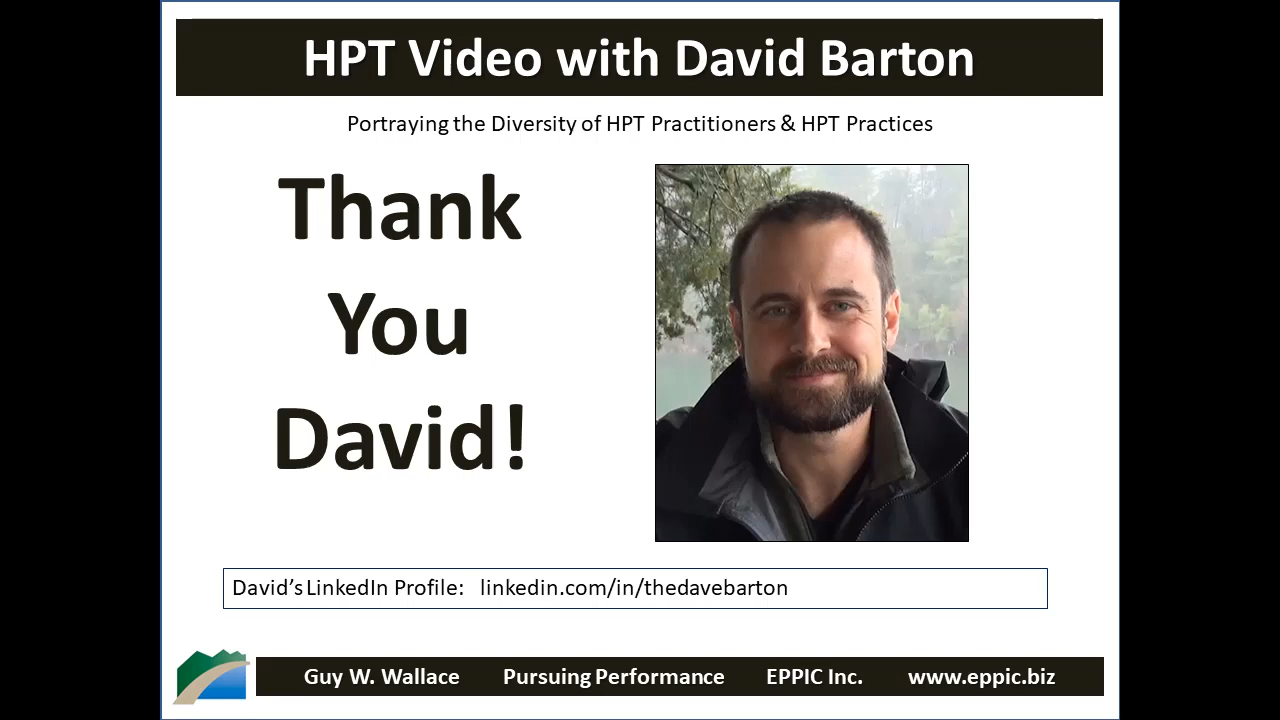 HPT Video with David Barton
Portraying the Diversity of HPT Practitioners & HPT Practices
Thank
You
David!
David's LinkedIn Profile: linkedin.com/in/thedavebarton
Guy W. Wallace Pursuing Performance EPPIC Inc. www.eppic.biz